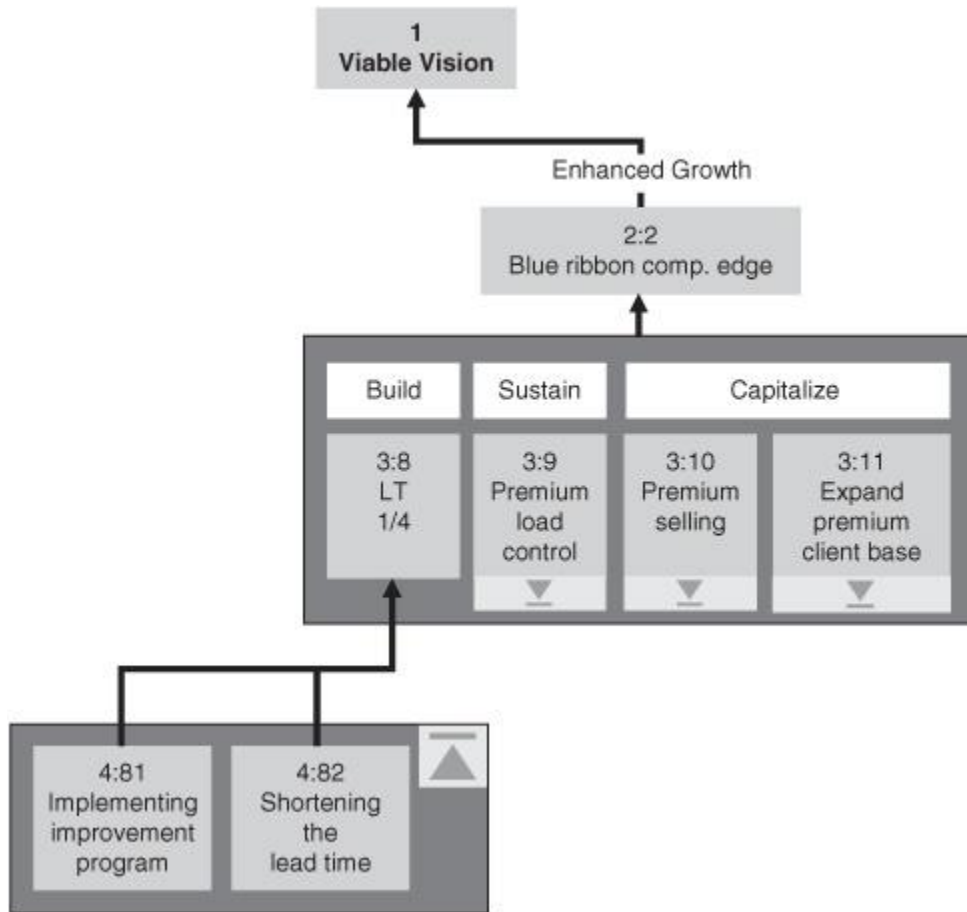 1
Viable Vision
Enhanced Growth
2:2
Blue ribbon comp. edge
Build
Sustain
Capitalize
3:8
LT
1/4
3:9
Premium
load
control
3:10
Premium
selling
3:11
Expand
premium
client base
4:81
Implementing
improvement
program
4:82
Shortening
the
lead time